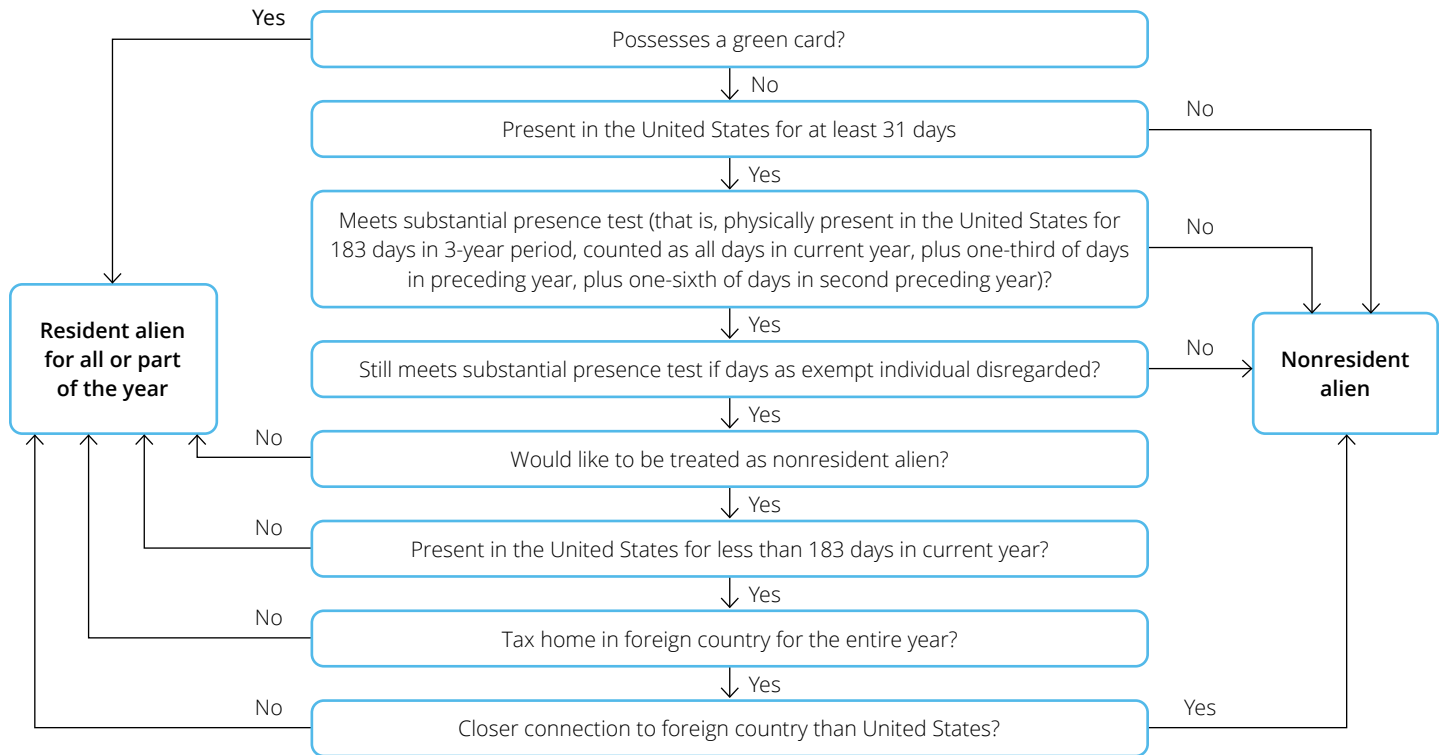 Yes
Possesses a green card?
No
Present in the United States for at least 31 days
No
Yes
Meets substantial presence test (that is, physically present in the United States for
183 days in 3-year period, counted as all days in current year, plus one-third of days
in preceding year, plus one-sixth of days in second preceding year)?
No
Yes
Resident alien
for all or part
of the year
Still meets substantial presence test if days as exempt individual disregarded?
No
Nonresident
alien
Yes
No
Would like to be treated as nonresident alien?
Yes
No
Present in the United States for less than 183 days in current year?
Yes
No
Tax home in foreign country for the entire year?
Yes
No
Closer connection to foreign country than United States?
Yes